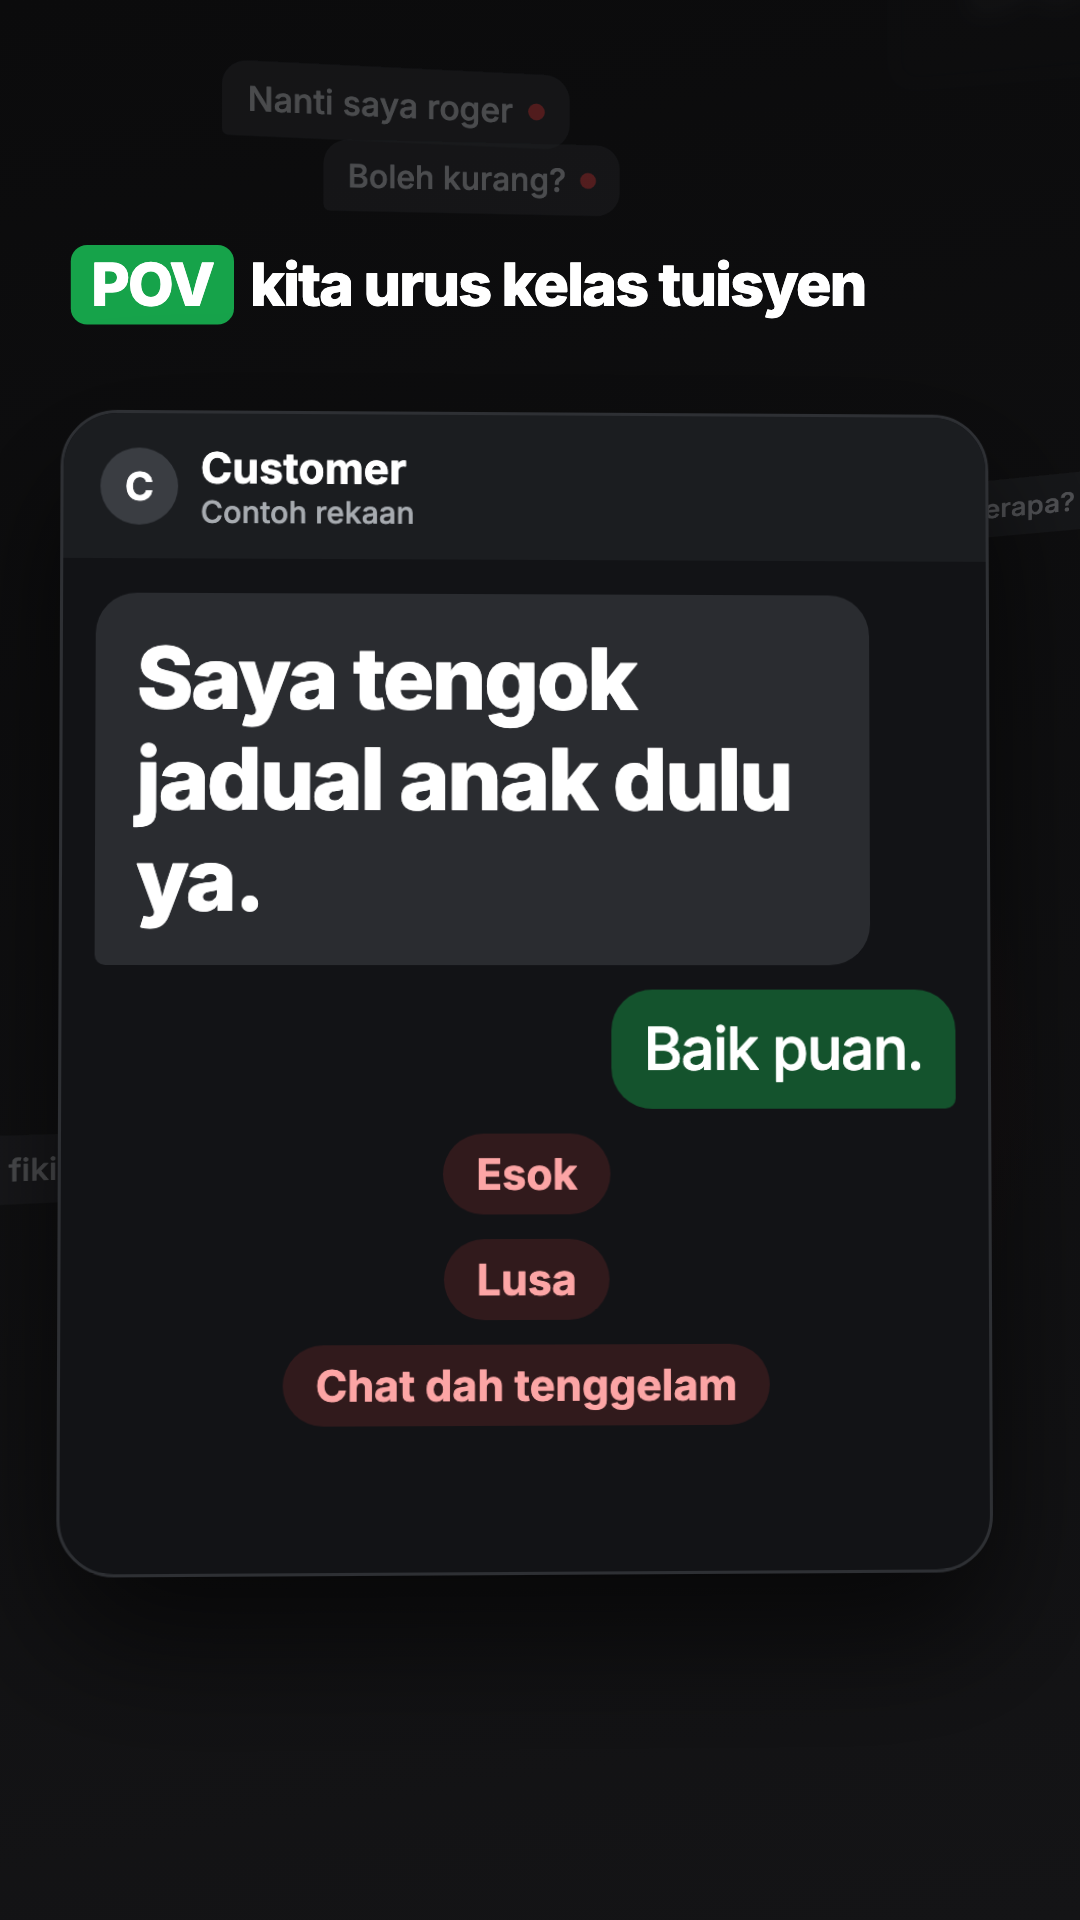 Nanti saya roger
Boleh kurang?
POV kita urus kelas tuisyen
C
Customer
Contoh rekaan
erapa?
Saya tengok
jadual anak dulu
ya.
Baik puan.
fiki
Esok
Lusa
Chat dah tenggelam